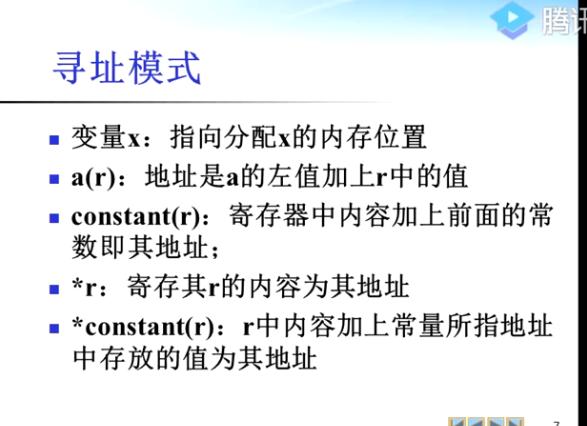 腾讯
寻址模式
变量x：指向分配x的内存位置
a(r)：地址是a的左值加上r中的值
constant(r)：寄存器中内容加上前面的常
数即其地址；
*r：寄存其r的内容为其地址
*constant(r)：r中内容加上常量所指地址
中存放的值为其地址